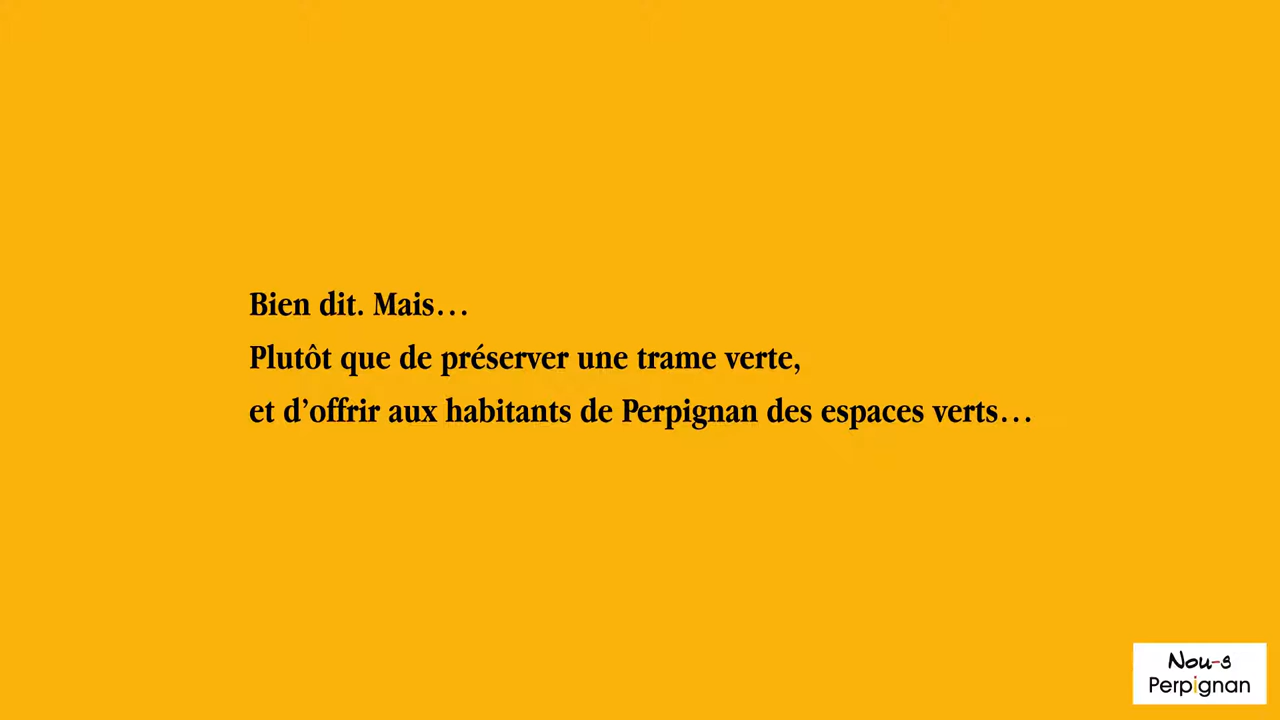 Bien dit. Mais…
Plutôt que de préserver une trame verte,
et d’offrir aux habitants de Perpignan des espaces verts…
Nou-s
Perpignan